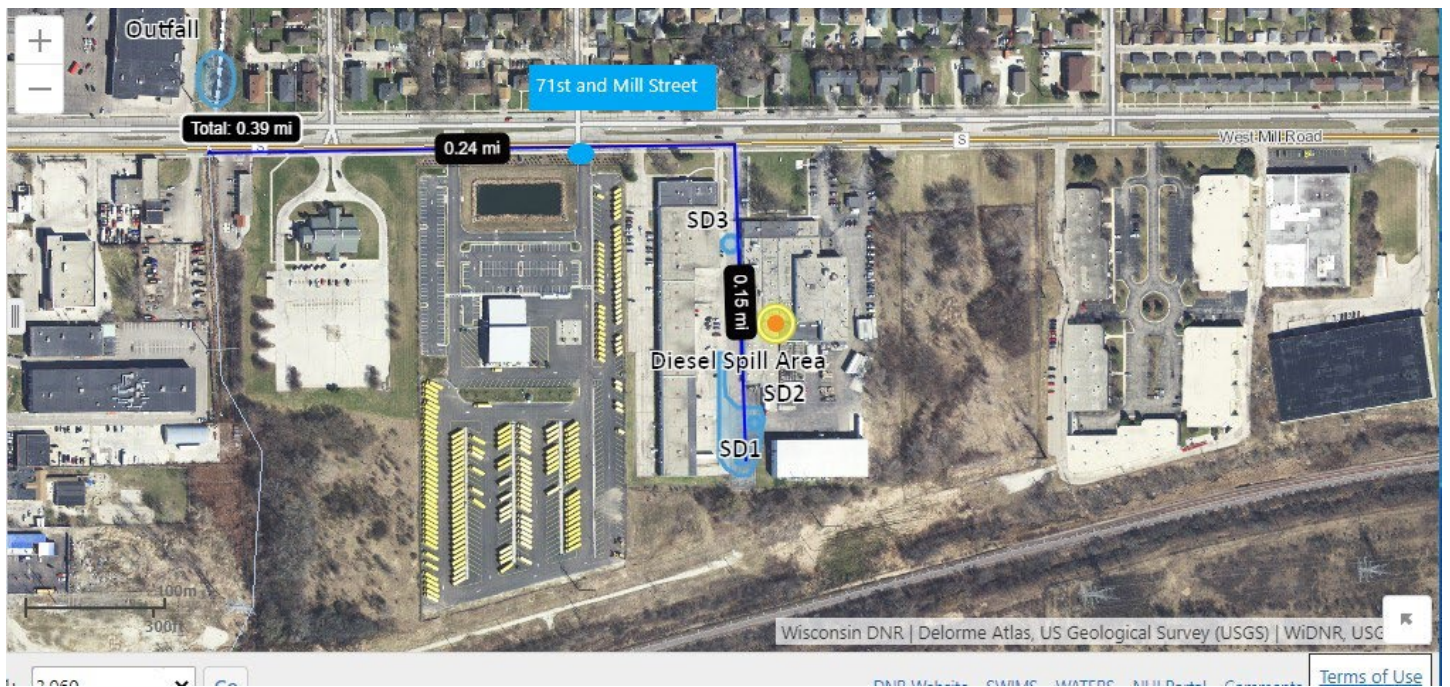 +
Outfall
−
71st and Mill Street
Total: 0.39 mi
S
0.24 mi
S
West Mill Road
SD3
0.15 mi
Diesel Spill Area
SD2
SD1
100m
300ft
Wisconsin DNR | Delorme Atlas, US Geological Survey (USGS) | WiDNR, USG
Go
DNR Website SWIMS WATERS NHI Portal Comments Terms of Use